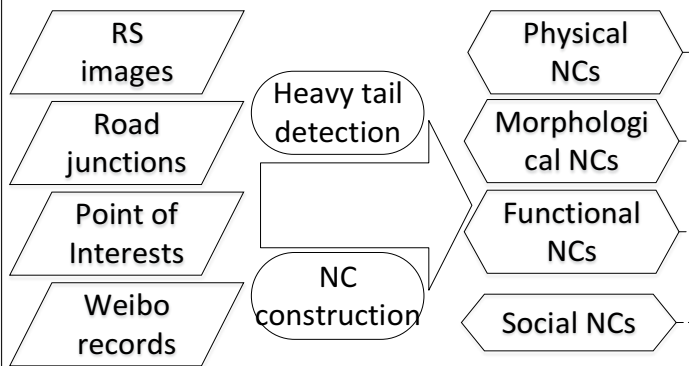 RS
images
Road
junctions
Point of
Interests
Weibo
records
Heavy tail
detection
NC
construction
Physical
NCs
Morphologi
cal NCs
Functional
NCs
Social NCs